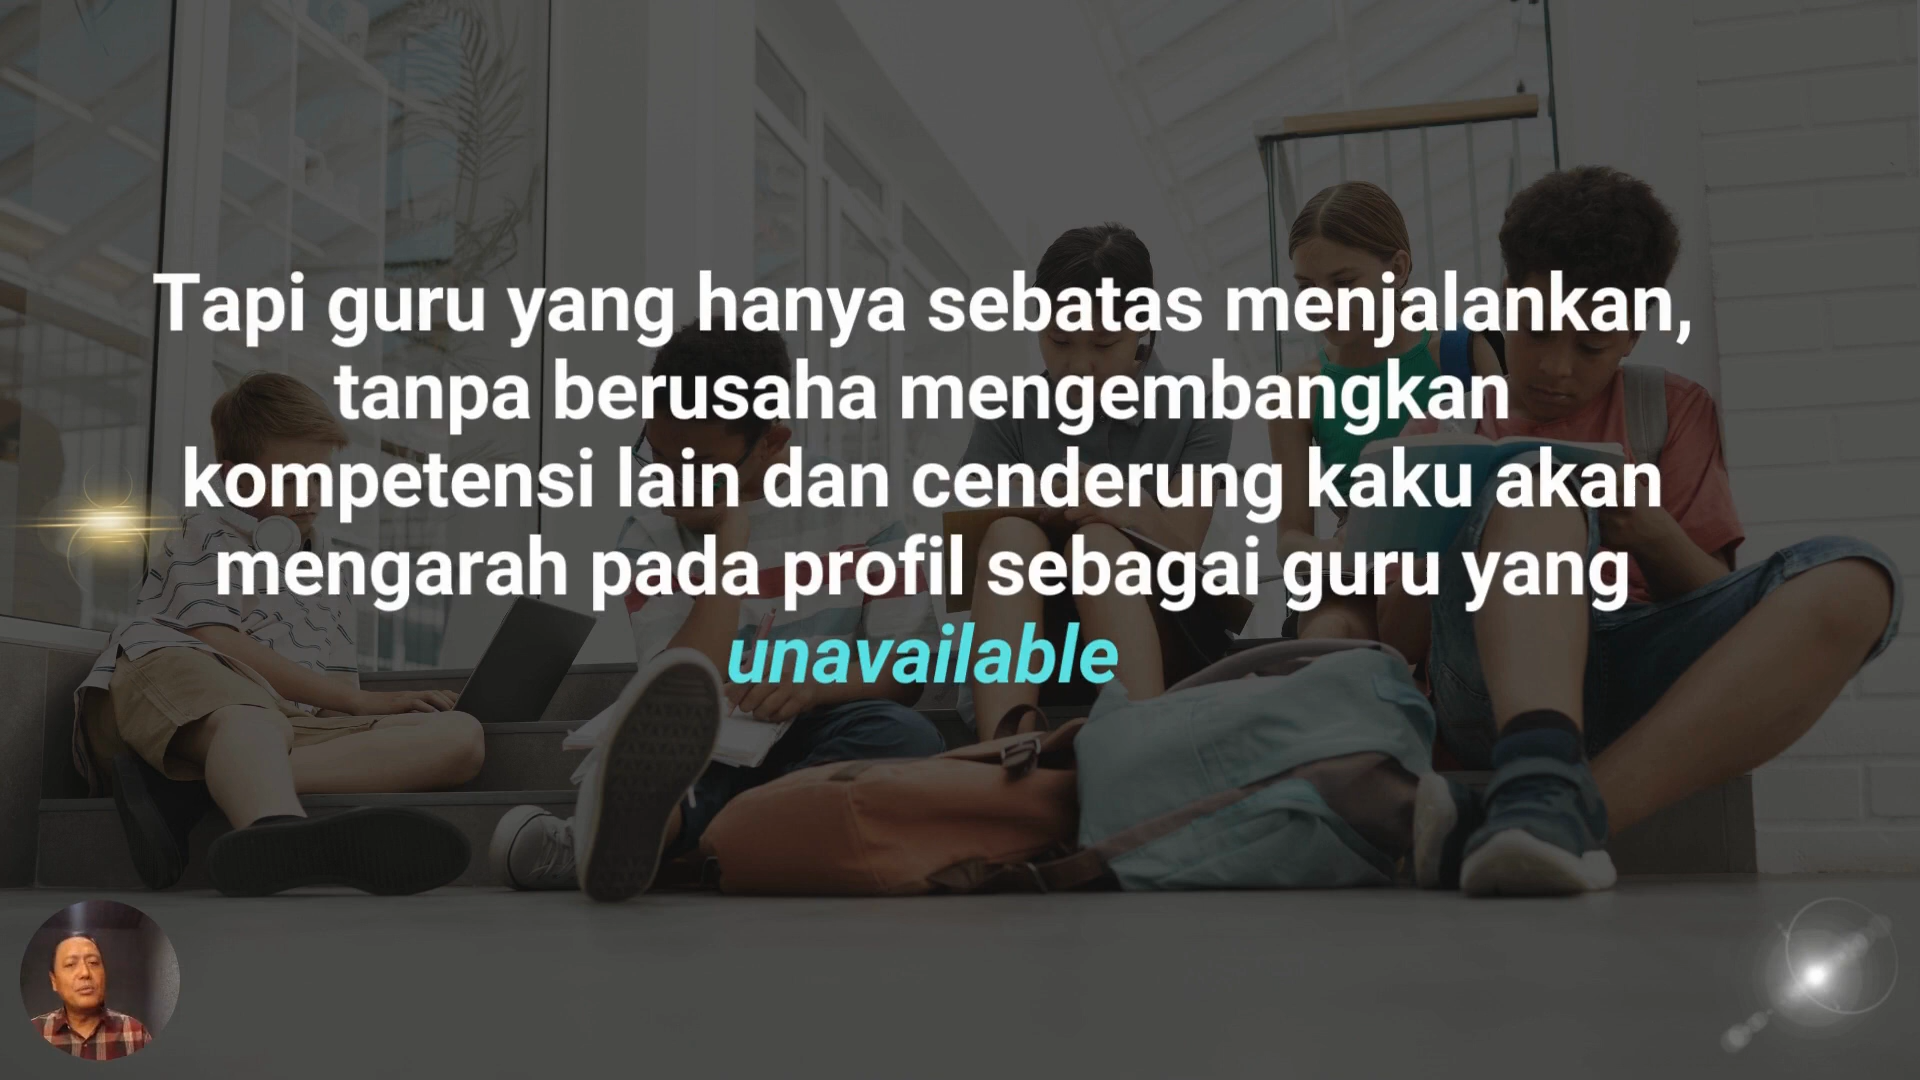 Tapi guru yang hanya sebatas menjalankan,
tanpa berusaha mengembangkan
kompetensi lain dan cenderung kaku akan
mengarah pada profil sebagai guru yang
unavailable